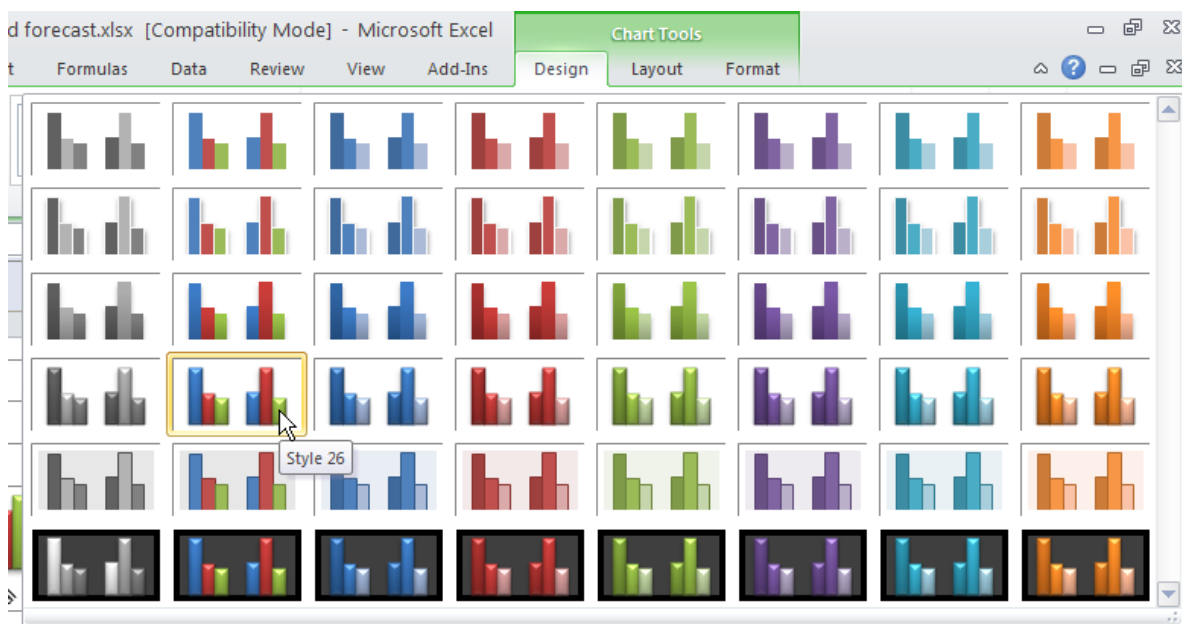 d forecast.xlsx [Compatibility Mode] - Microsoft Excel
Chart Tools
t Formulas Data Review View Add-Ins Design Layout Format
?
Style 26